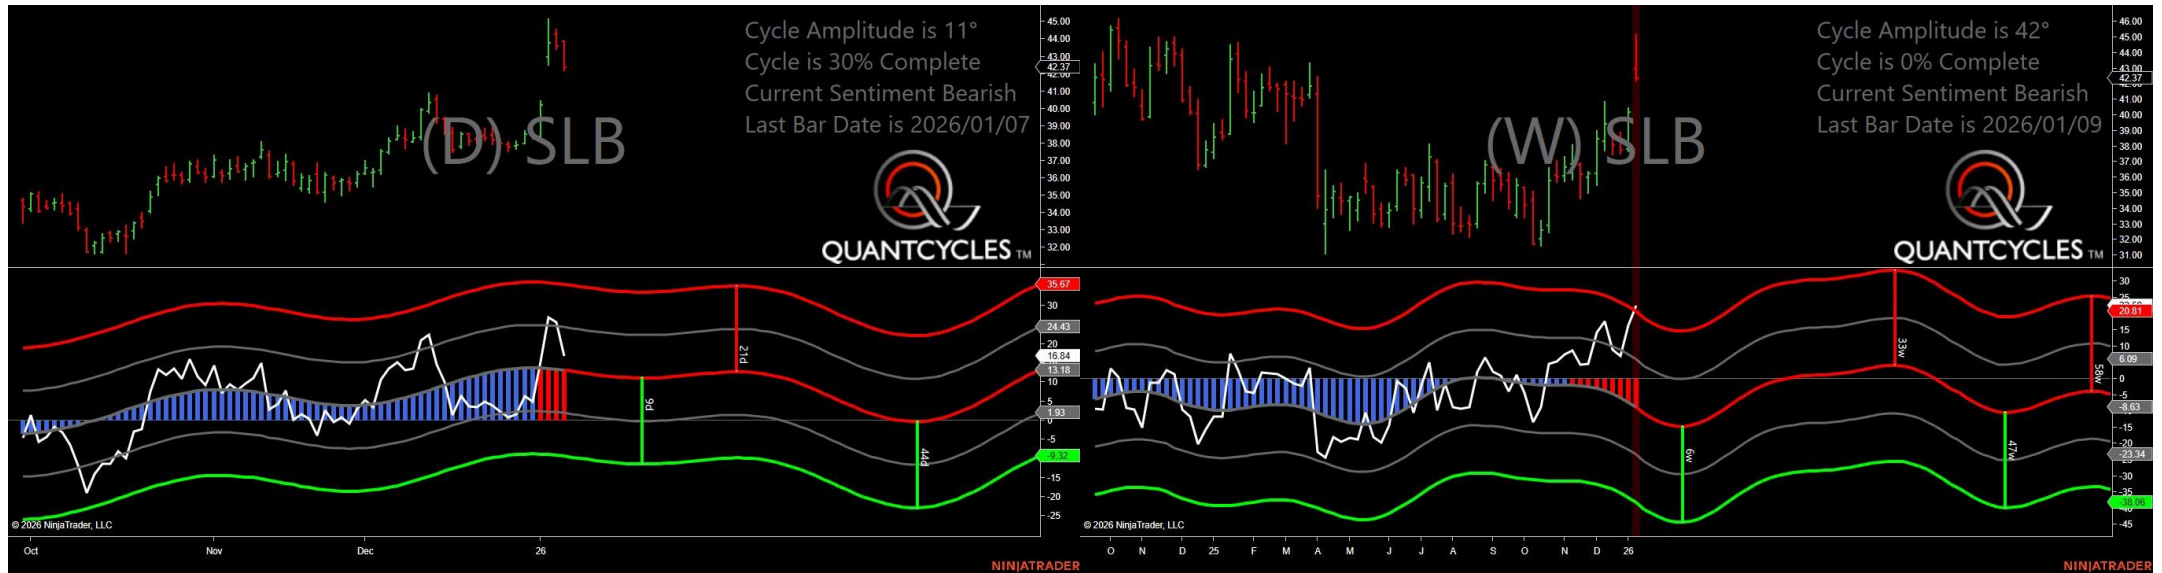 Cycle Amplitude is 11°
Cycle is 30% Complete
Current Sentiment Bearish
Last Bar Date is 2026/01/07
(D) SLB
QUANTCYCLES TM
45.00
44.00
43.00
42.37
42.00
41.00
40.00
39.00
38.00
37.00
36.00
35.00
34.00
33.00
32.00
35.67
30
24.43
20
16.84
13.18
10
5
1.93
0
-5
-9.32
-15
-20
-25
9d
21d
44d
© 2026 NinjaTrader, LLC
Oct
Nov
Dec
26
NINJATRADER
Cycle Amplitude is 42°
Cycle is 0% Complete
Current Sentiment Bearish
Last Bar Date is 2026/01/09
(W) SLB
QUANTCYCLES TM
46.00
45.00
44.00
43.00
42.37
41.00
40.00
39.00
38.00
37.00
36.00
35.00
34.00
33.00
32.00
31.00
30
25
20.81
15
10
6.09
0
-5
-8.63
-15
-20
-23.34
-30
-35
-38.06
-45
6w
33w
47w
58w
© 2026 NinjaTrader, LLC
O N D 25 F M A M J J A S O N D 26
NINJATRADER